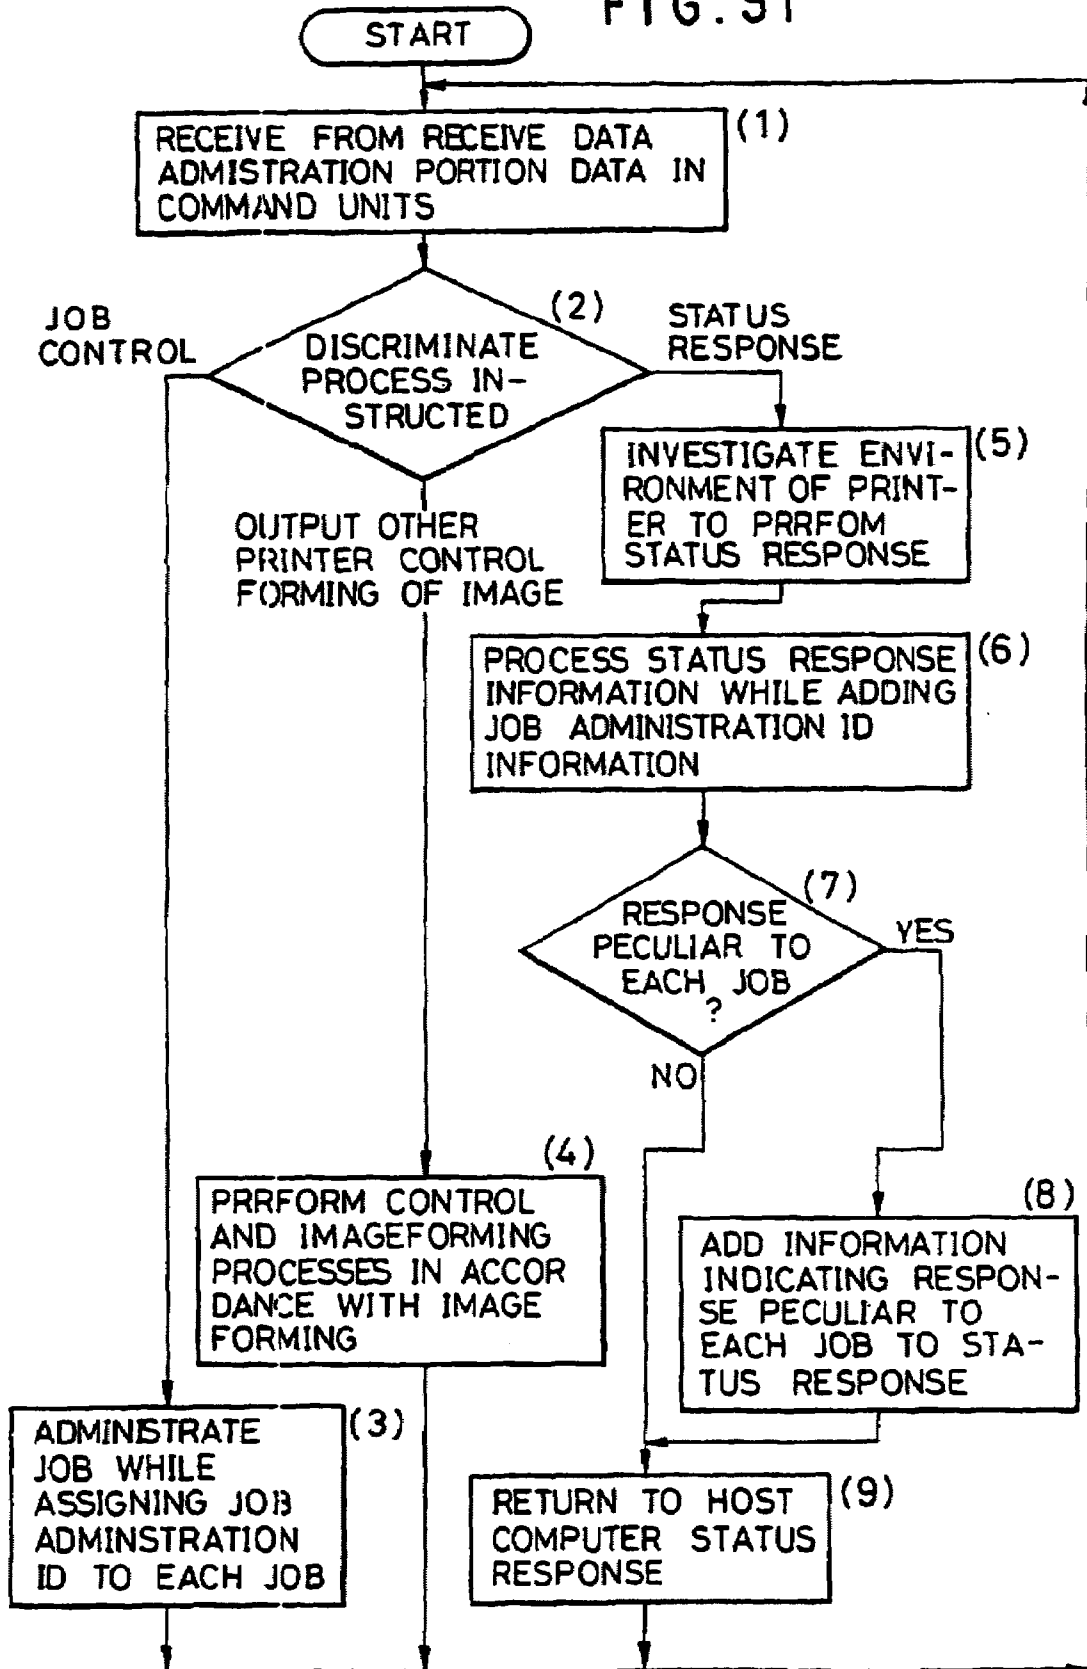 FIG. 31
START
(1)
RECEIVE FROM RECEIVE DATA
ADMISTRATION PORTION DATA IN
COMMAND UNITS
(2)
DISCRIMINATE
PROCESS IN-
STRUCTED
JOB
CONTROL
STATUS
RESPONSE
OUTPUT OTHER
PRINTER CONTROL
FORMING OF IMAGE
(5)
INVESTIGATE ENVI-
RONMENT OF PRINT-
ER TO PRRFOM
STATUS RESPONSE
(6)
PROCESS STATUS RESPONSE
INFORMATION WHILE ADDING
JOB ADMINISTRATION ID
INFORMATION
(7)
RESPONSE
PECULIAR TO
EACH JOB
?
YES
NO
(4)
PRRFORM CONTROL
AND IMAGEFORMING
PROCESSES IN ACCOR
DANCE WITH IMAGE
FORMING
(8)
ADD INFORMATION
INDICATING RESPON-
SE PECULIAR TO
EACH JOB TO STA-
TUS RESPONSE
(3)
ADMINISTRATE
JOB WHILE
ASSIGNING JOB
ADMINSTRATION
ID TO EACH JOB
(9)
RETURN TO HOST
COMPUTER STATUS
RESPONSE